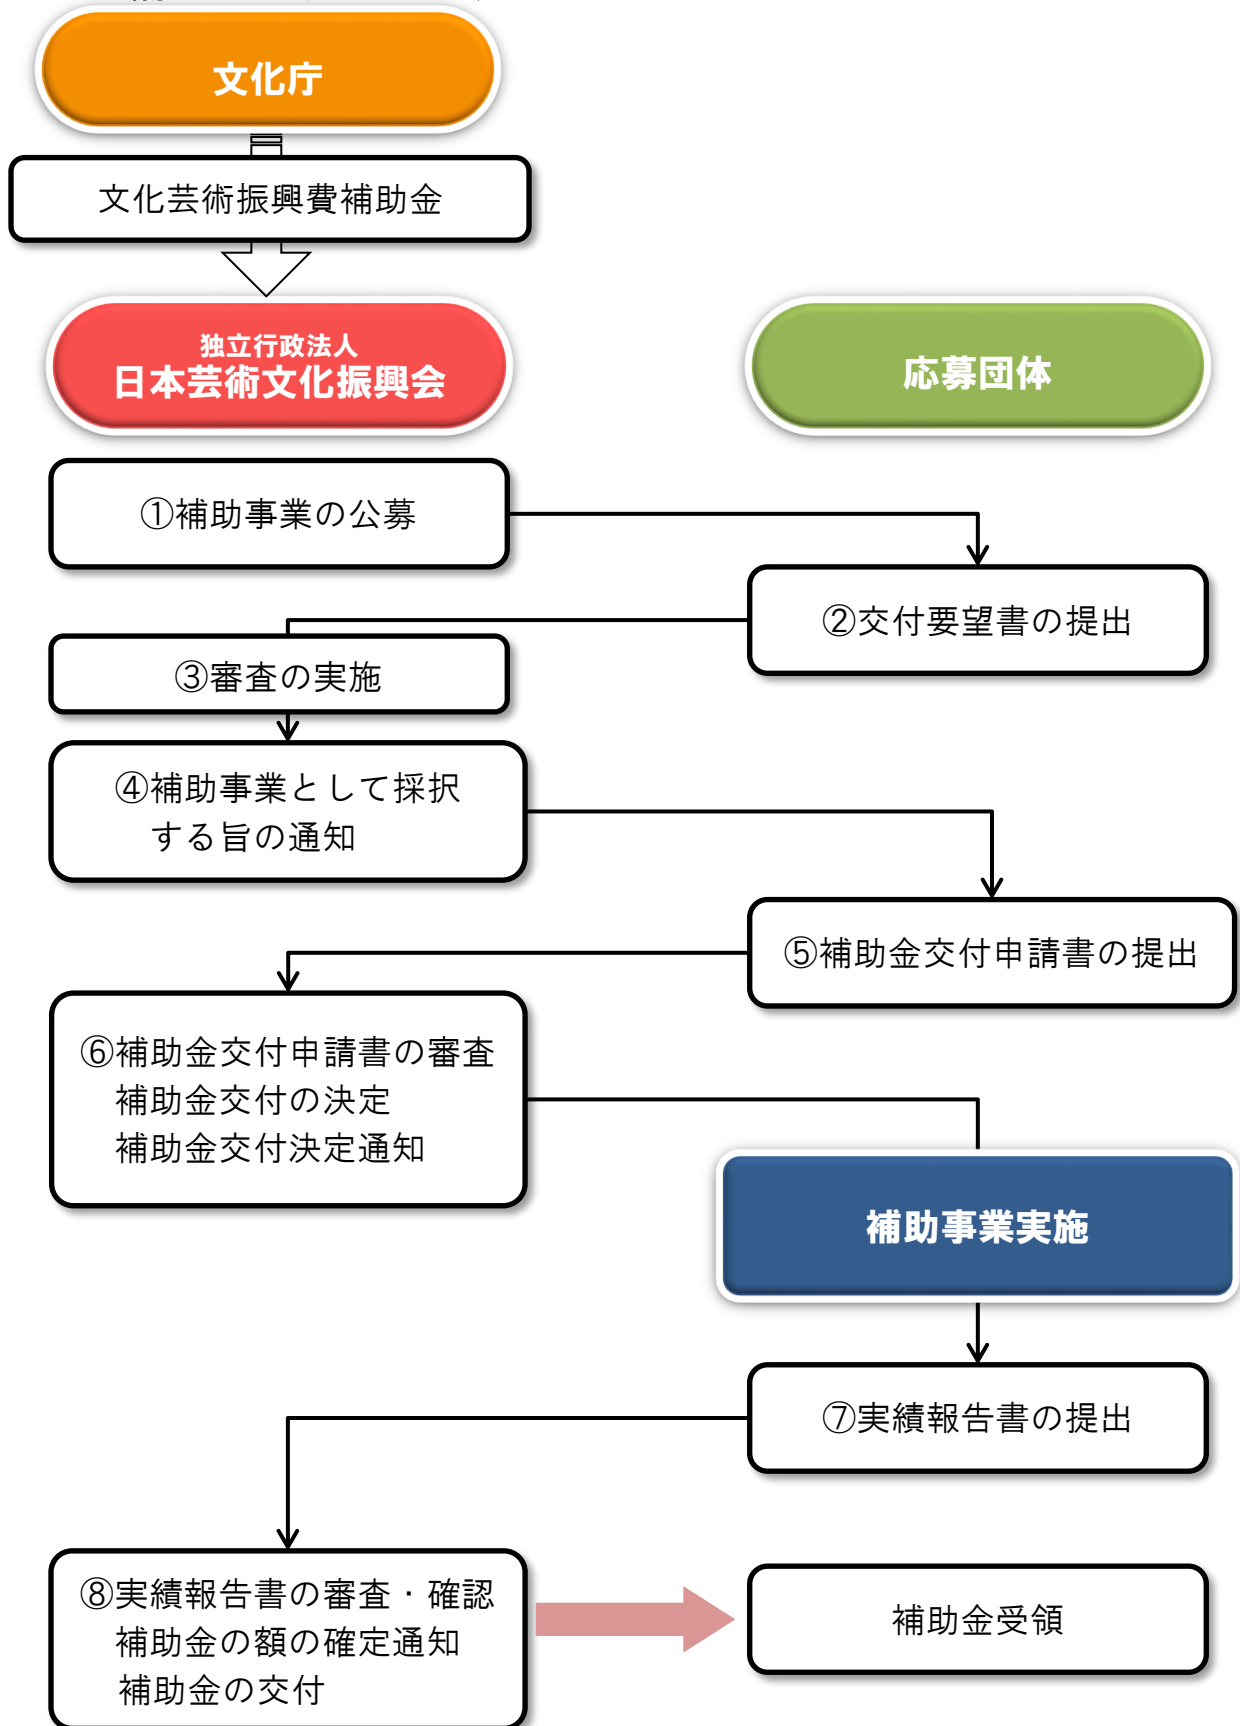 文化庁
文化芸術振興費補助金
独立行政法人
日本芸術文化振興会
応募団体
①補助事業の公募
②交付要望書の提出
③審査の実施
④補助事業として採択
する旨の通知
⑤補助金交付申請書の提出
⑥補助金交付申請書の審査
補助金交付の決定
補助金交付決定通知
補助事業実施
⑦実績報告書の提出
⑧実績報告書の審査・確認
補助金の額の確定通知
補助金の交付
補助金受領